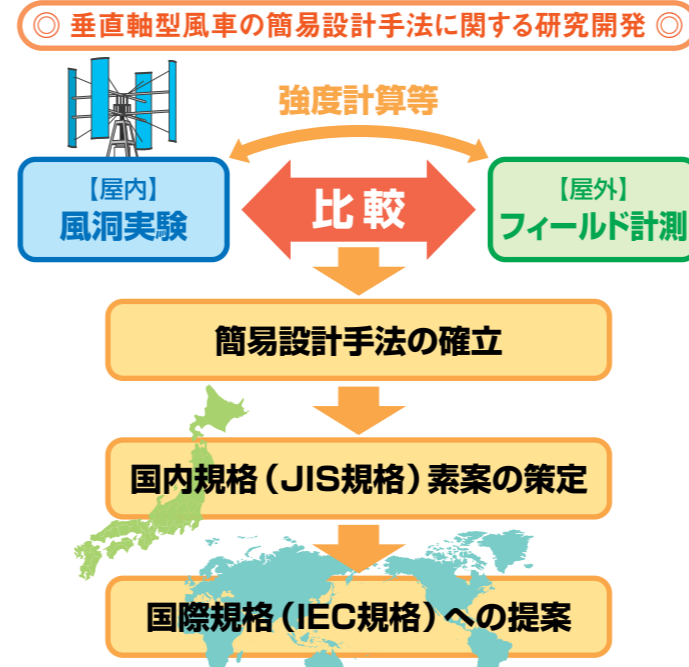 ◎ 垂直軸型風車の簡易設計手法に関する研究開発 ◎
強度計算等
【屋内】
風洞実験
比較
【屋外】
フィールド計測
簡易設計手法の確立
国内規格（JIS規格）素案の策定
国際規格（IEC規格）への提案